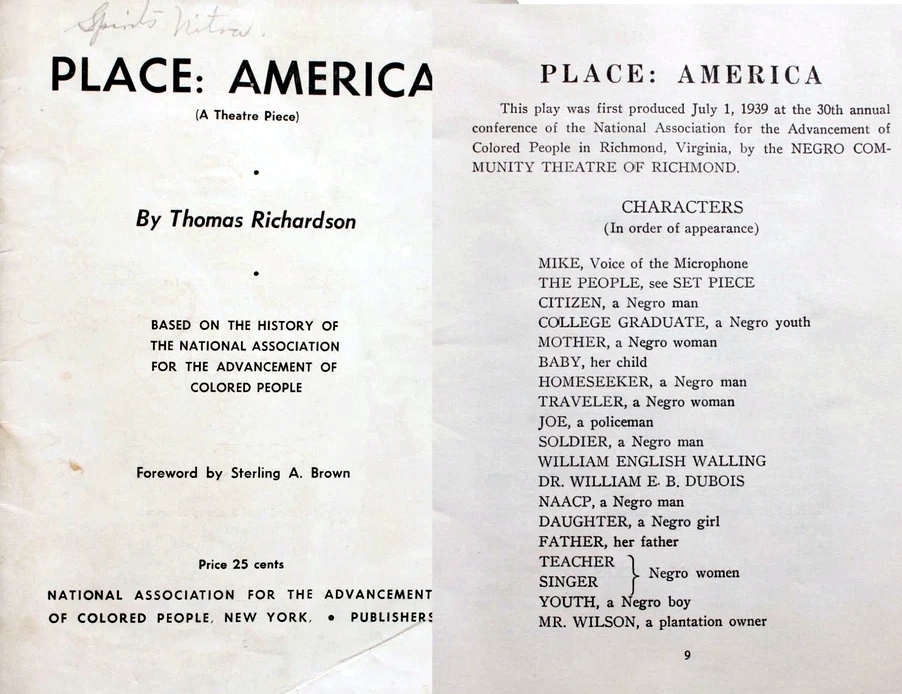 Spirits Nitro.
PLACE: AMERICA
(A Theatre Piece)
•
By Thomas Richardson
•
BASED ON THE HISTORY OF
THE NATIONAL ASSOCIATION
FOR THE ADVANCEMENT OF
COLORED PEOPLE
Foreword by Sterling A. Brown
Price 25 cents
NATIONAL ASSOCIATION FOR THE ADVANCEMENT
OF COLORED PEOPLE, NEW YORK, • PUBLISHERS
PLACE: AMERICA
This play was first produced July 1, 1939 at the 30th annual
conference of the National Association for the Advancement of
Colored People in Richmond, Virginia, by the NEGRO COM-
MUNITY THEATRE OF RICHMOND.
CHARACTERS
(In order of appearance)
MIKE, Voice of the Microphone
THE PEOPLE, see SET PIECE
CITIZEN, a Negro man
COLLEGE GRADUATE, a Negro youth
MOTHER, a Negro woman
BABY, her child
HOMESEEKER, a Negro man
TRAVELER, a Negro woman
JOE, a policeman
SOLDIER, a Negro man
WILLIAM ENGLISH WALLING
DR. WILLIAM E. B. DUBOIS
NAACP, a Negro man
DAUGHTER, a Negro girl
FATHER, her father
TEACHER
SINGER } Negro women
YOUTH, a Negro boy
MR. WILSON, a plantation owner
9